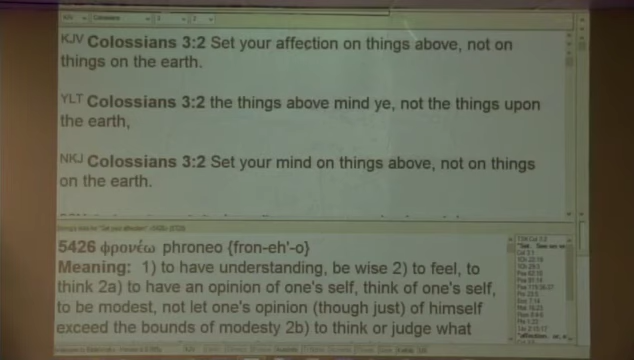 KJV Colossians 3:2 Set your affection on things above, not on
things on the earth.
YLT Colossians 3:2 the things above mind ye, not the things upon
the earth,
NKJ Colossians 3:2 Set your mind on things above, not on things
on the earth.
5426 φρονέω phroneo {fron-eh'-o}
Meaning: 1) to have understanding, be wise 2) to feel, to
think 2a) to have an opinion of one's self, think of one's self,
to be modest, not let one's opinion (though just) of himself
exceed the bounds of modesty 2b) to think or judge what